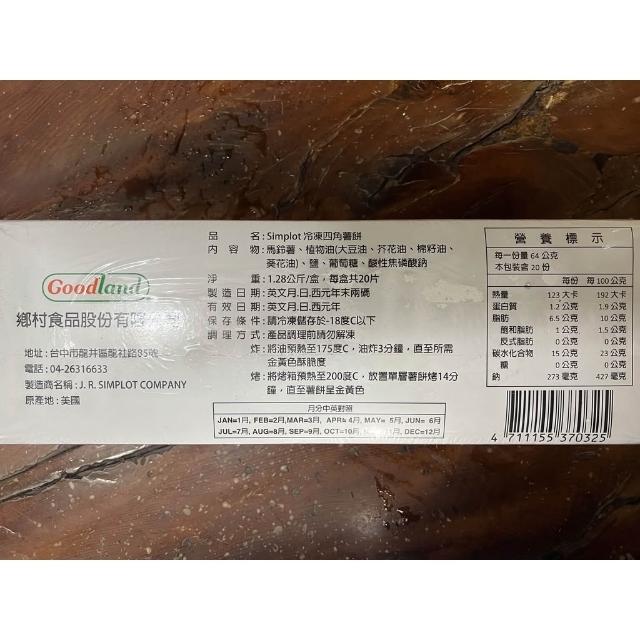 Goodland
鄉村食品股份有
地址: 台中市龍井區龍社路95號
電話: 04-26316633
製造商名稱: J. R. SIMPLOT COMPANY
原產地: 美國
品 名: Simplot 冷凍四角薯餅
內 容 物: 馬鈴薯、植物油(大豆油、芥花油、棉籽油、
葵花油)、鹽、葡萄糖、酸性焦磷酸鈉
淨 重: 1.28公斤/盒，每盒共20片
製 造 日 期: 英文月.日.西元年末兩碼
有 效 日 期: 英文月.日.西元年
保 存 條 件: 請冷凍儲存於-18度C以下
調 理 方 式: 產品調理前請勿解凍
炸: 將油預熱至175度C，油炸3分鐘，直至所需
金黃色酥脆度
烤: 將烤箱預熱至200度C，放置單層薯餅烤14分
鐘，直至薯餅呈金黃色
月分中英對照
JAN=1月, FEB=2月,MAR=3月, APR= 4月, MAY= 5月, JUN= 6月
JUL=7月, AUG=8月, SEP=9月, OCT=10月, 1月, DEC=12月
營 養 標 示
每一份量 64 公克
本包裝含 20份
每份 每 100公克
熱量 123 大卡 192 大卡
蛋白質 1.2 公克 1.9 公克
脂肪 6.5 公克 10 公克
飽和脂肪 1 公克 1.5 公克
反式脂肪 0 公克 0 公克
碳水化合物 15 公克 23 公克
糖 0 公克 0 公克
鈉 273 毫克 427 毫克
4 711155 370325